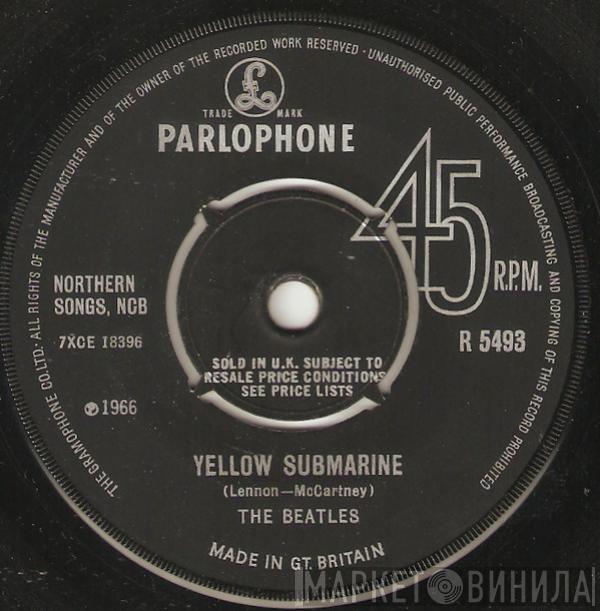 THE GRAMOPHONE CO. LTD. ALL RIGHTS OF THE MANUFACTURER AND OF THE OWNER OF THE RECORDED WORK RESERVED · UNAUTHORISED PUBLIC PERFORMANCE BROADCASTING AND COPYING OF THIS RECORD PROHIBITED
£
TRADE MARK
PARLOPHONE
45
R.P.M.
NORTHERN
SONGS, NCB
7XCE 18396
R 5493
SOLD IN U.K. SUBJECT TO
RESALE PRICE CONDITIONS
SEE PRICE LISTS
℗1966
YELLOW SUBMARINE
(Lennon—McCartney)
THE BEATLES
MADE IN GT. BRITAIN
МАРКЕТ ВИНИЛА